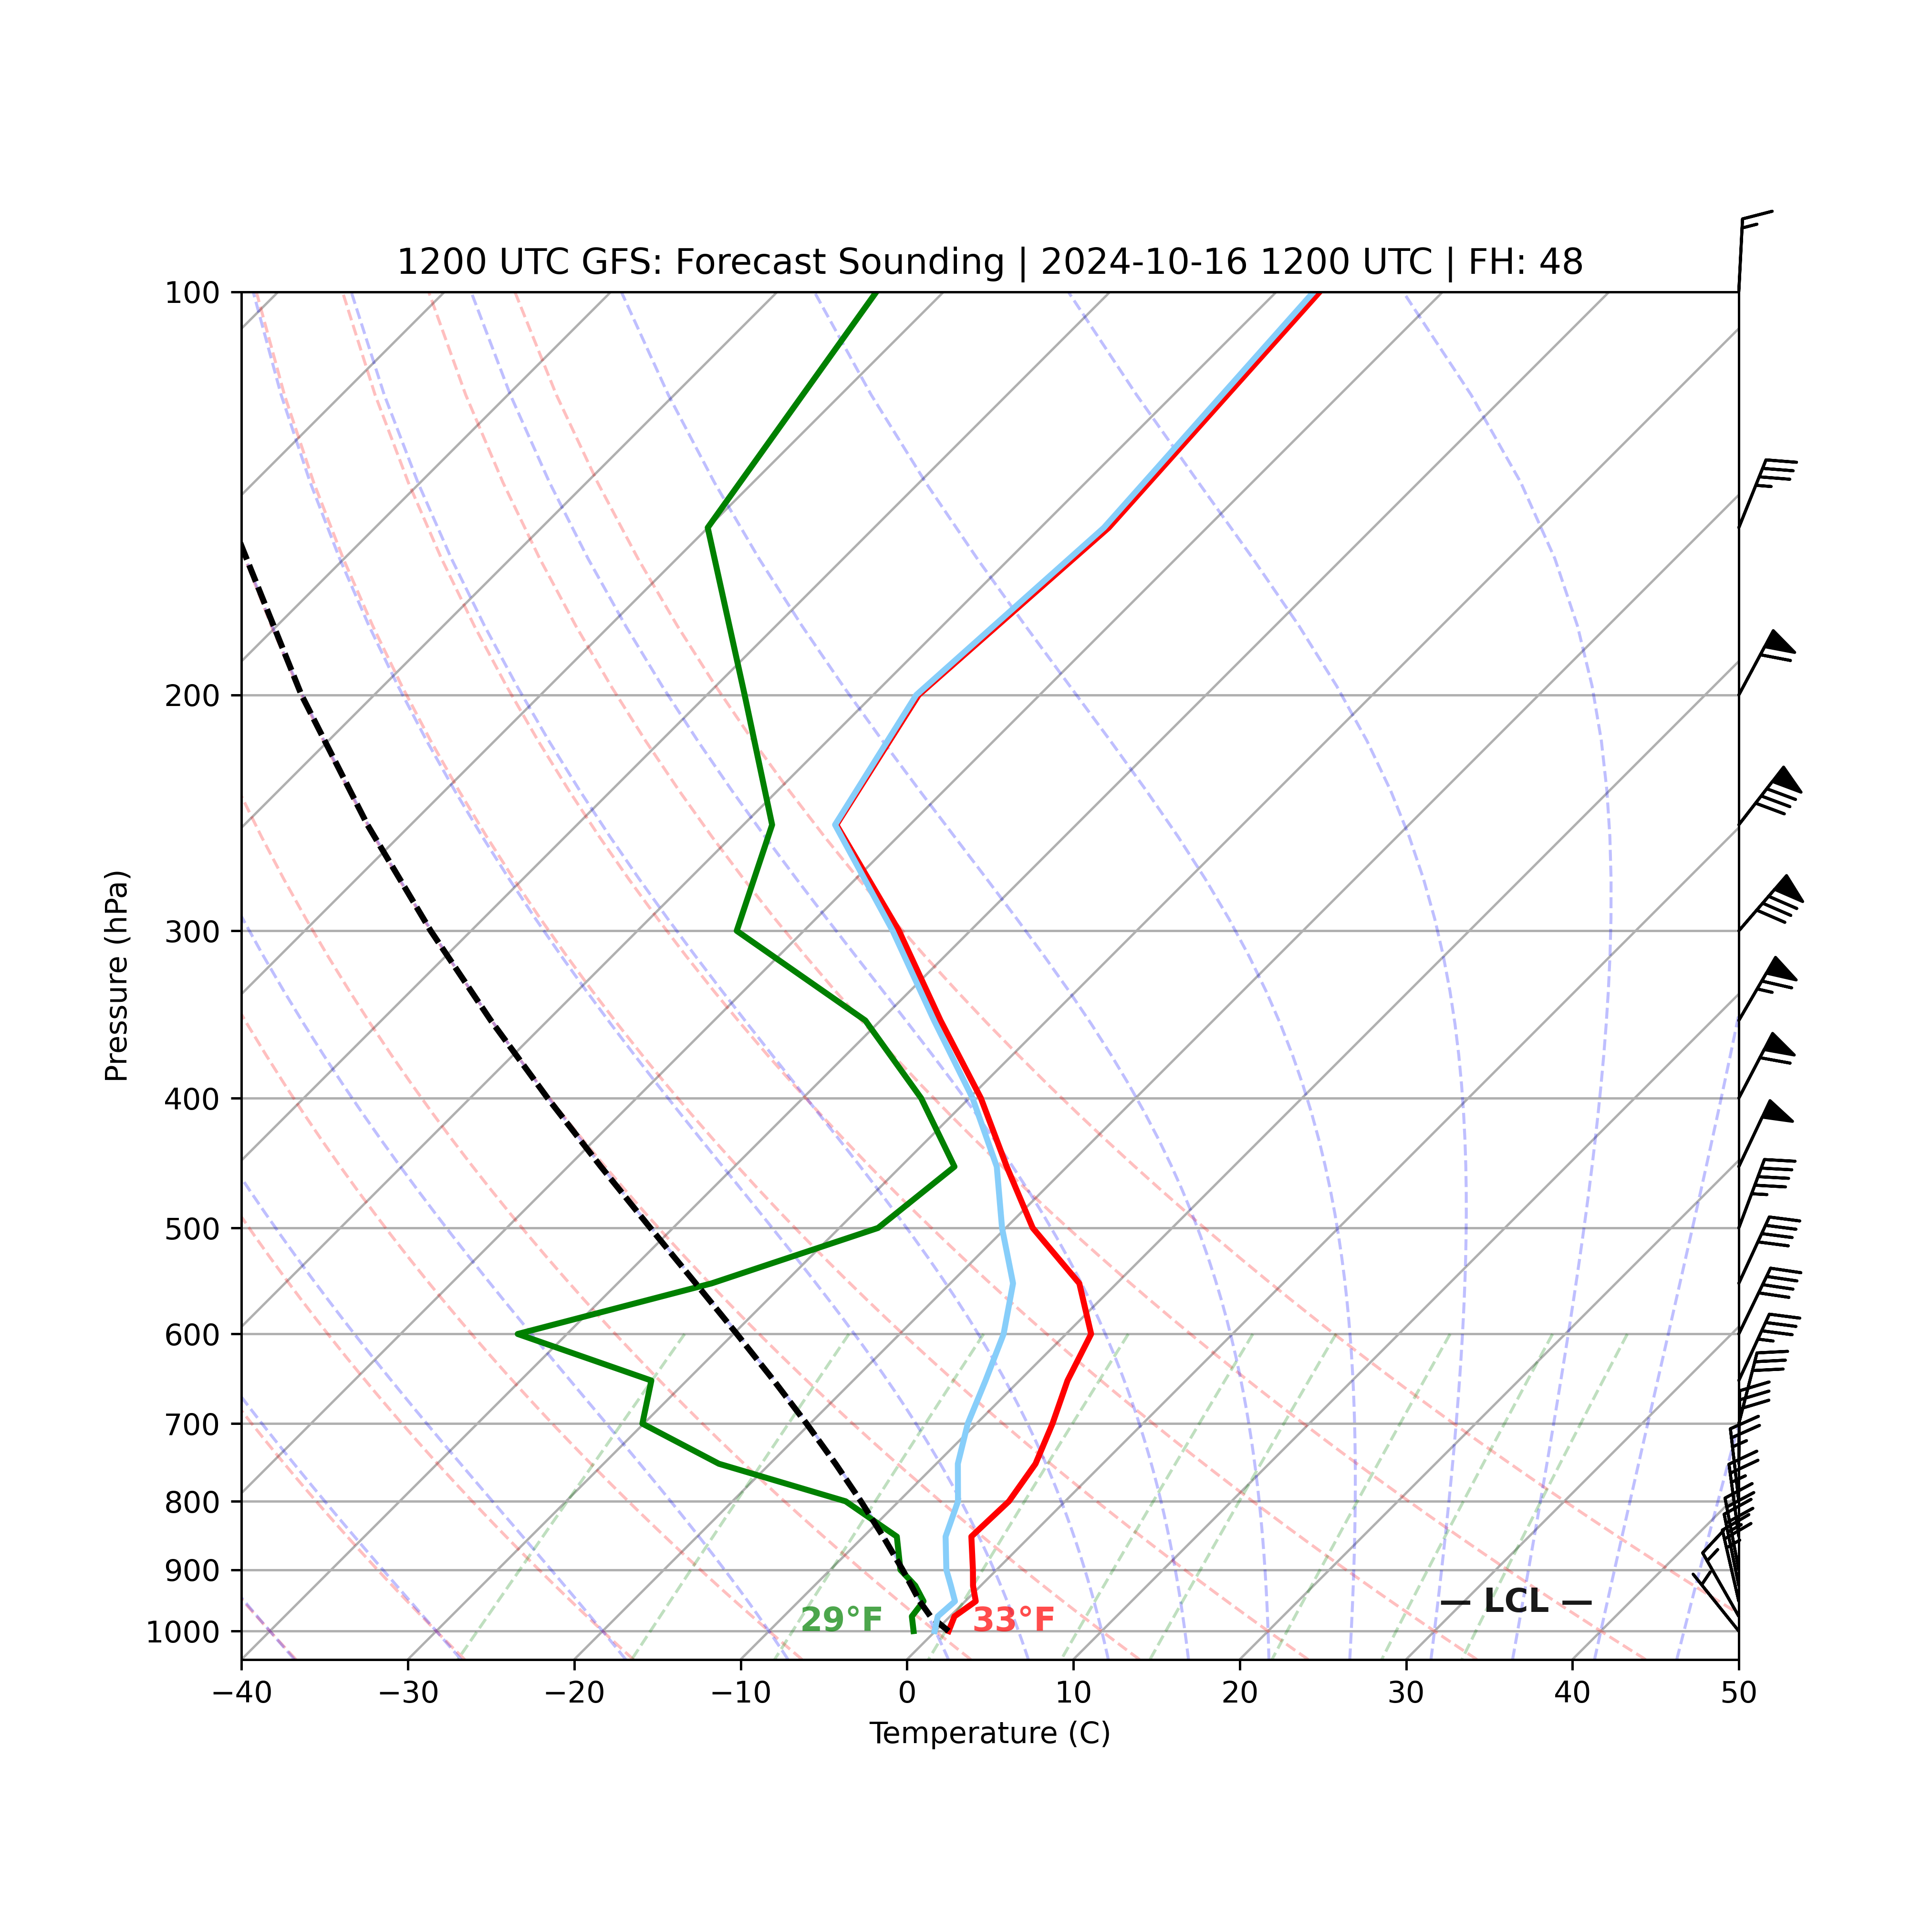 1200 UTC GFS: Forecast Sounding | 2024-10-16 1200 UTC | FH: 48
100
200
300
400
500
600
700
800
900
1000
Pressure (hPa)
29°F
33°F
— LCL —
−40 −30 −20 −10 0 10 20 30 40 50
Temperature (C)